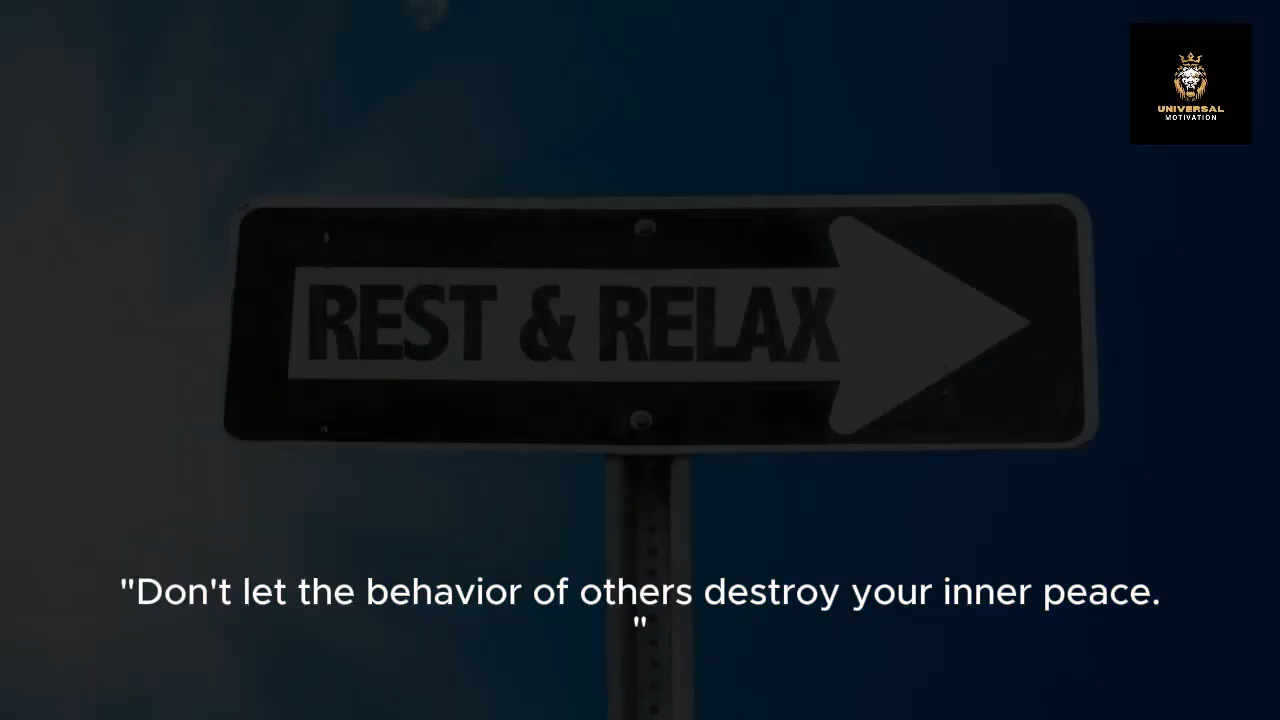 UNIVERSAL
MOTIVATION
REST & RELAX
"Don't let the behavior of others destroy your inner peace.
"